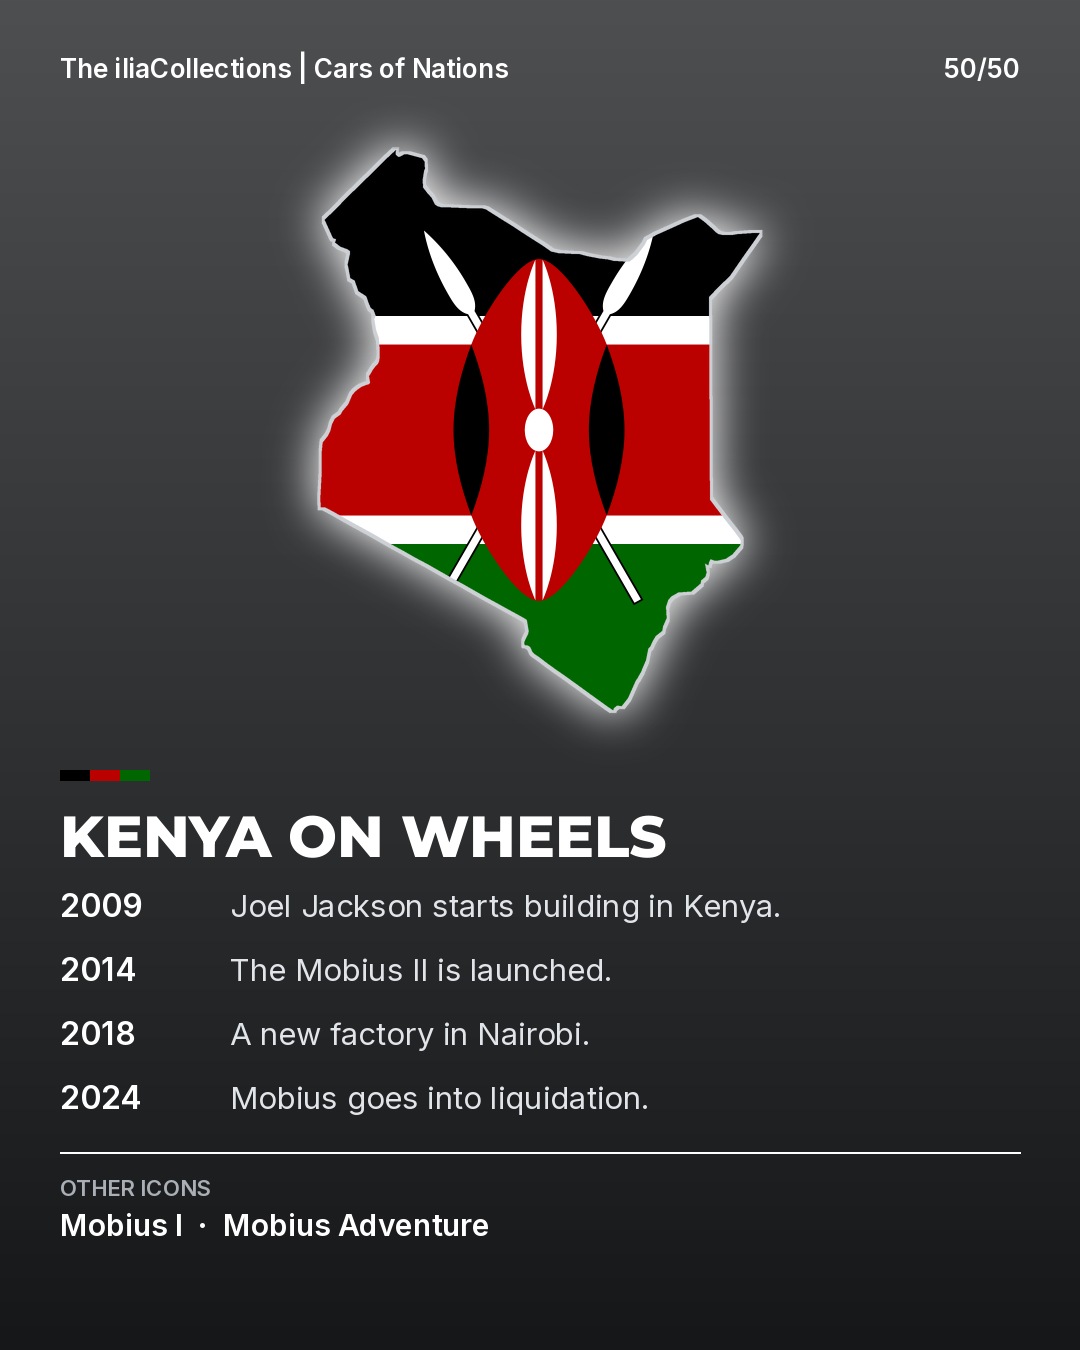 The iliaCollections | Cars of Nations
50/50
KENYA ON WHEELS
2009 Joel Jackson starts building in Kenya.
2014 The Mobius II is launched.
2018 A new factory in Nairobi.
2024 Mobius goes into liquidation.
OTHER ICONS
Mobius I · Mobius Adventure